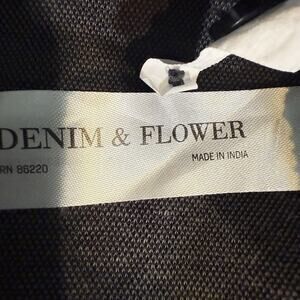 DENIM & FLOWER
RN 86220
MADE IN INDIA